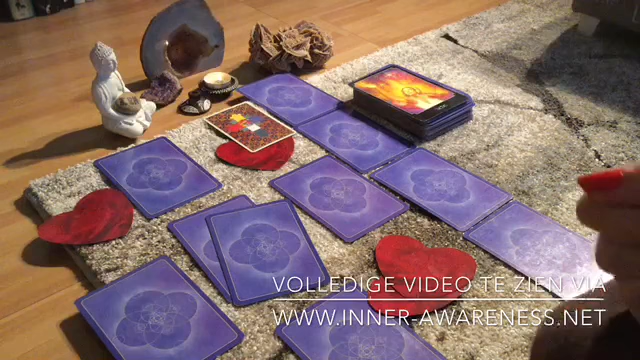 VOLLEDIGE VIDEO TE ZIEN VIA
WWW.INNER-AWARENESS.NET